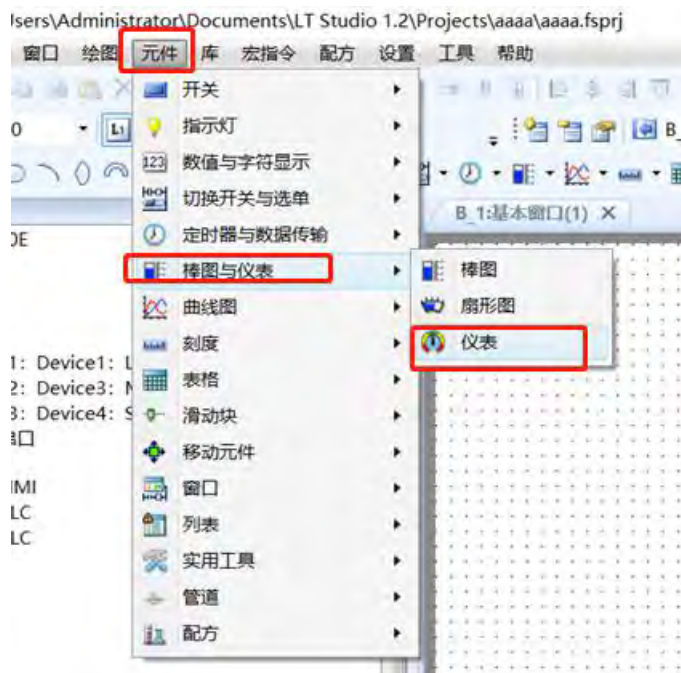 Users\Administrator\Documents\LT Studio 1.2\Projects\aaaa\aaaa.fsprj
窗口 绘图 元件 库 宏指令 配方 设置 工具 帮助
开关
指示灯
数值与字符显示
切换开关与选单
定时器与数据传输
棒图与仪表
曲线图
刻度
表格
滑动块
移动元件
窗口
列表
实用工具
管道
配方
棒图
扇形图
仪表
B_1:基本窗口(1)
1: Device1:
2: Device3:
3: Device4: